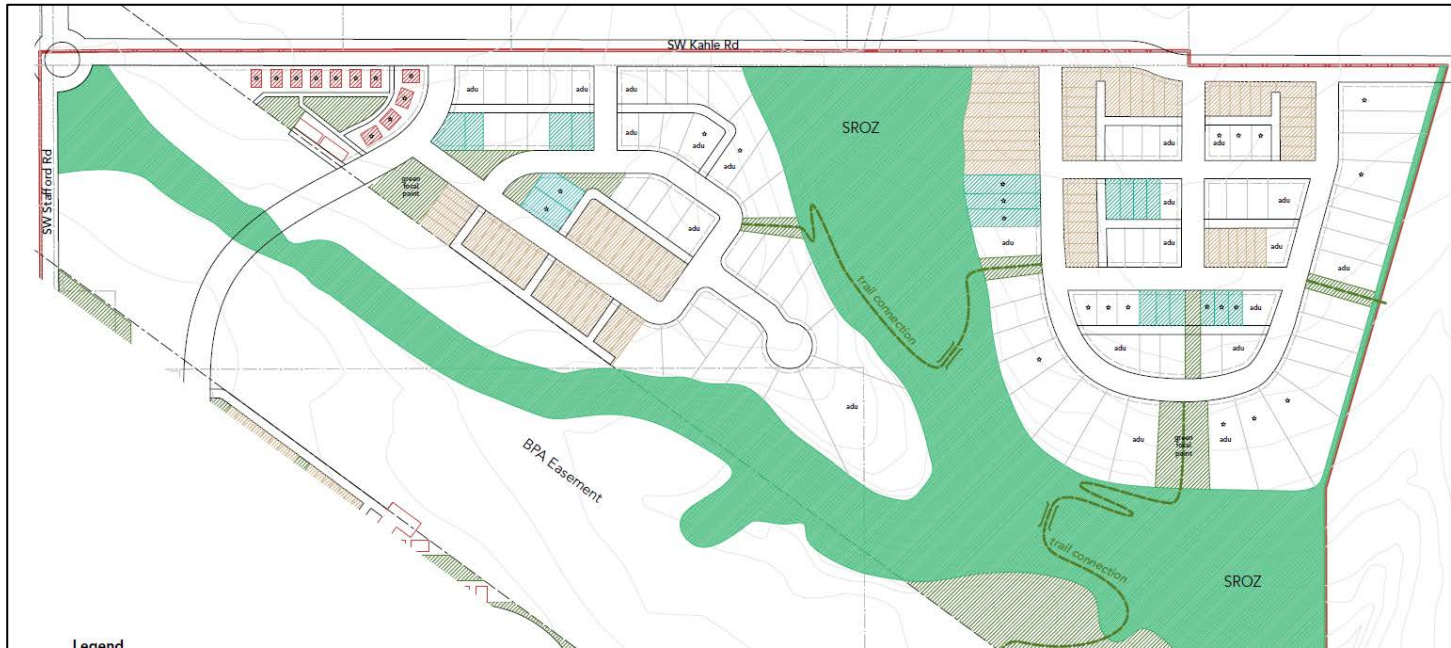 SW Kahle Rd
adu
adu
adu
SROZ
adu
adu
adu
adu
adu
SW Stafford Rd
green
focal
point
adu
adu
adu
adu
adu
adu
trail connection
adu
adu
adu
adu
green
focal
point
adu
adu
BPA Easement
trail connection
SROZ
Legend